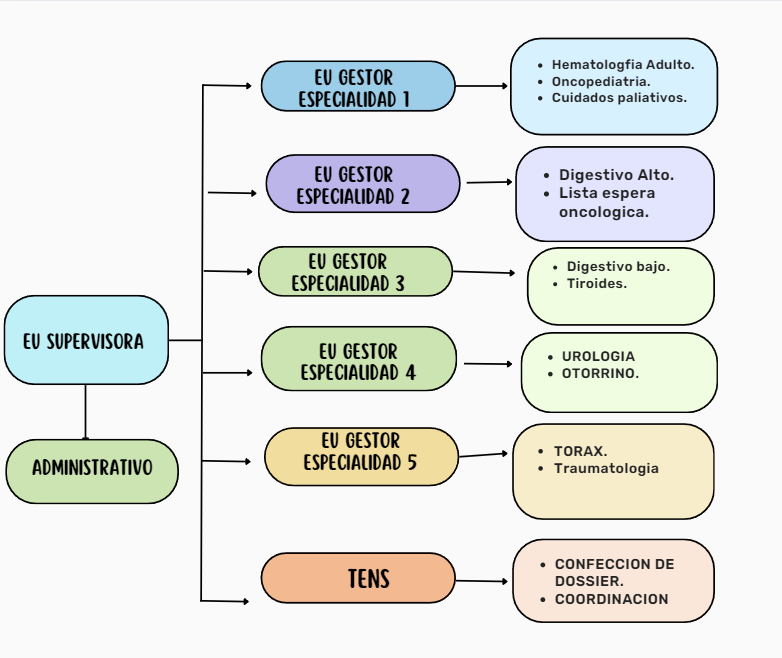 EU GESTOR
ESPECIALIDAD 1
• Hematologfia Adulto.
• Oncopediatria.
• Cuidados paliativos.
EU GESTOR
ESPECIALIDAD 2
• Digestivo Alto.
• Lista espera
oncologica.
EU GESTOR
ESPECIALIDAD 3
• Digestivo bajo.
• Tiroides.
EU SUPERVISORA
EU GESTOR
ESPECIALIDAD 4
• UROLOGIA
• OTORRINO.
ADMINISTRATIVO
EU GESTOR
ESPECIALIDAD 5
• TORAX.
• Traumatologia
TENS
• CONFECCION DE
DOSSIER.
• COORDINACION